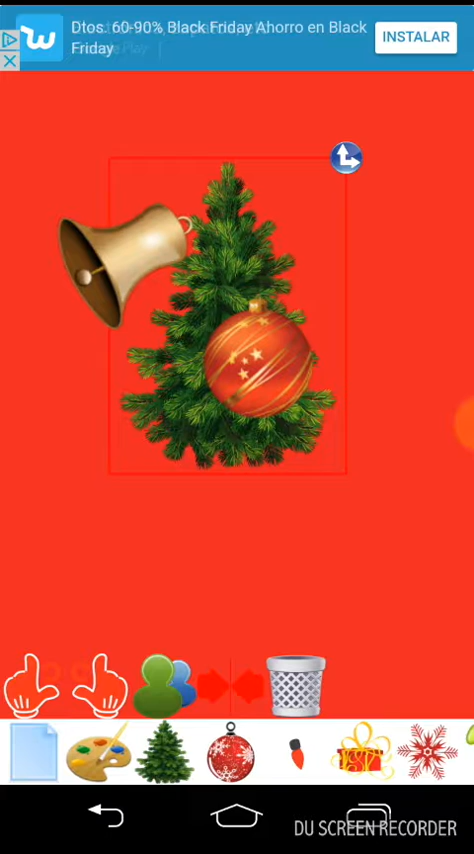 Dtos. 60-90% Black Friday Ahorro en Black
Friday
INSTALAR
DU SCREEN RECORDER